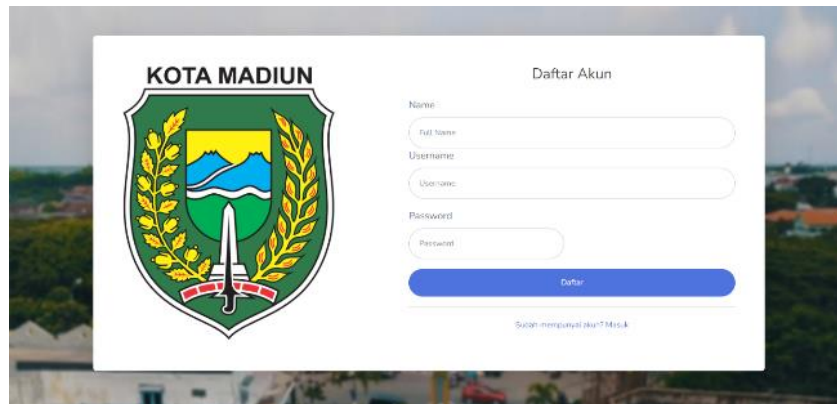 KOTA MADIUN
Daftar Akun
Name
Full Name
Username
Username
Password
Password
Daftar
Sudah mempunyai akun? Masuk